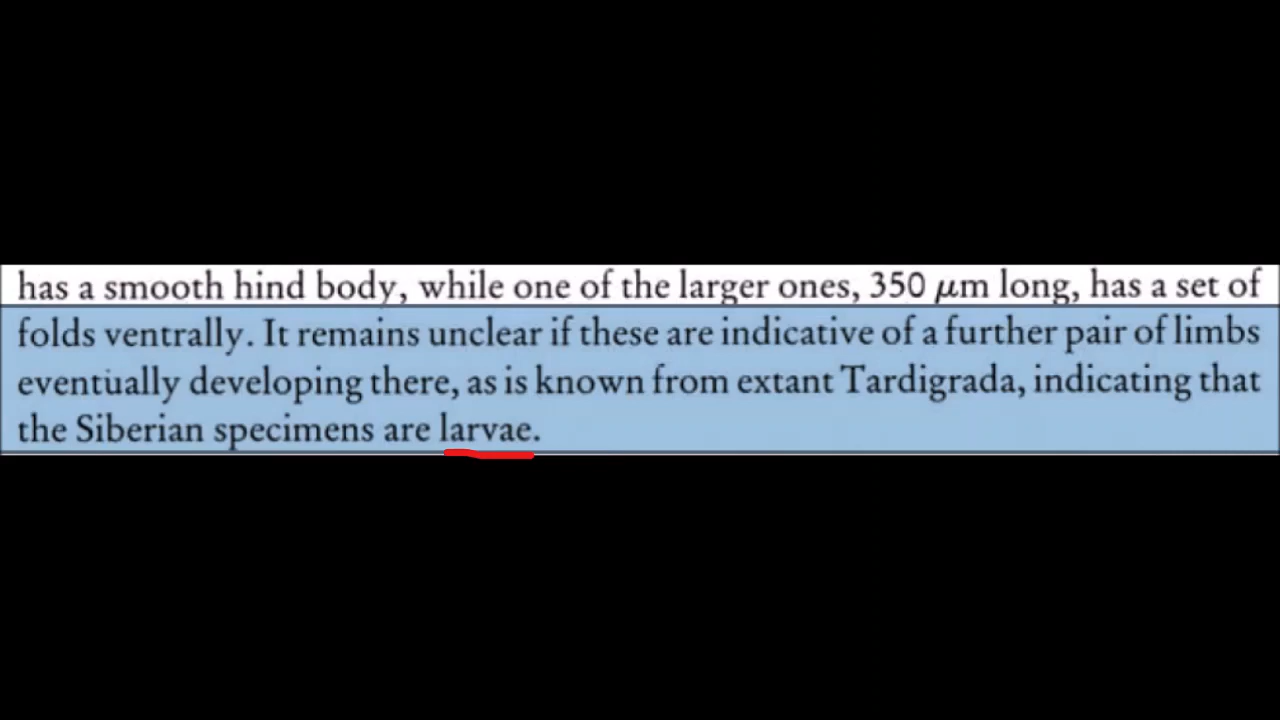 has a smooth hind body, while one of the larger ones, 350 μm long, has a set of
folds ventrally. It remains unclear if these are indicative of a further pair of limbs
eventually developing there, as is known from extant Tardigrada, indicating that
the Siberian specimens are larvae.